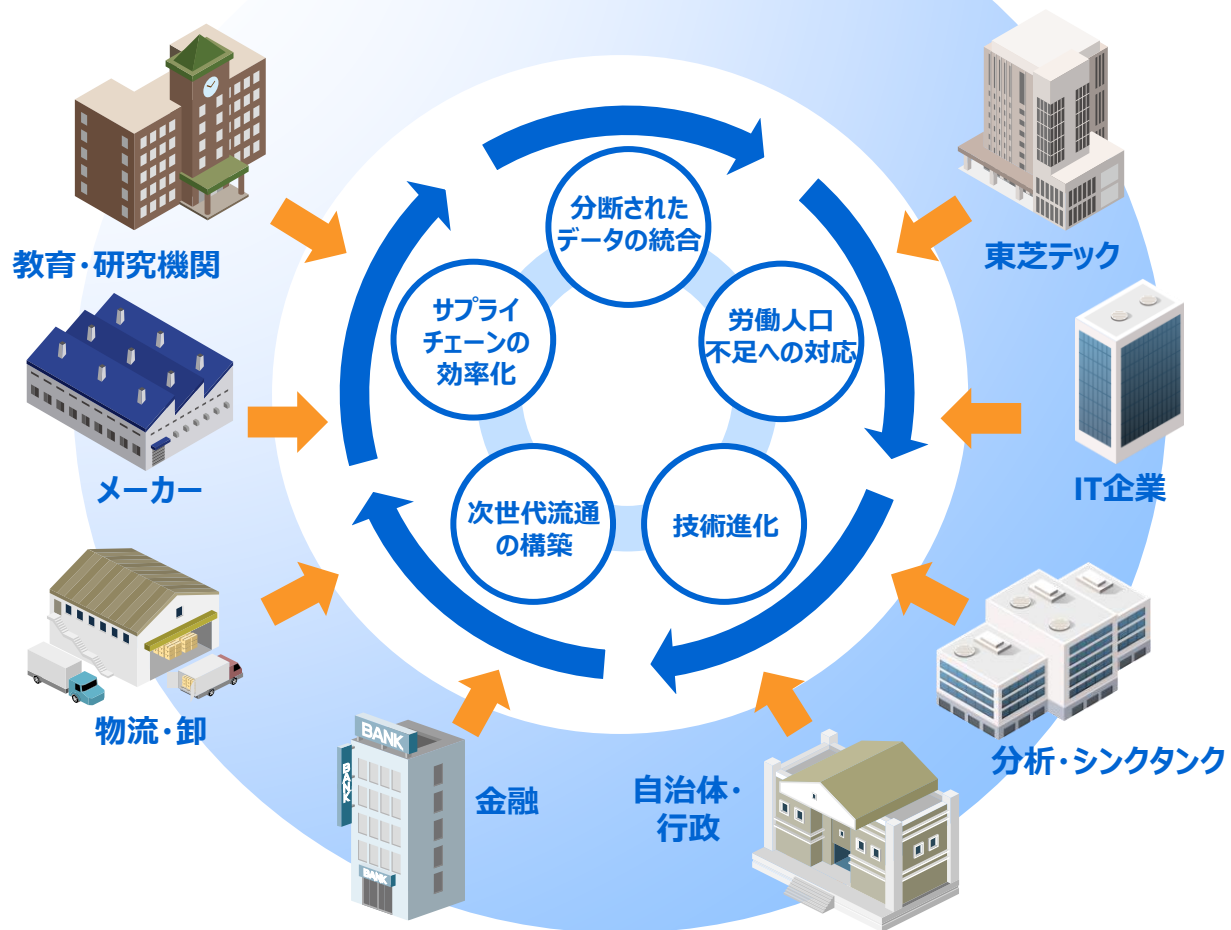 分断された
データの統合
労働人口
不足への対応
技術進化
次世代流通
の構築
サプライ
チェーンの
効率化
教育・研究機関
メーカー
物流・卸
BANK
BANK
BANK
金融
自治体・
行政
分析・シンクタンク
IT企業
東芝テック